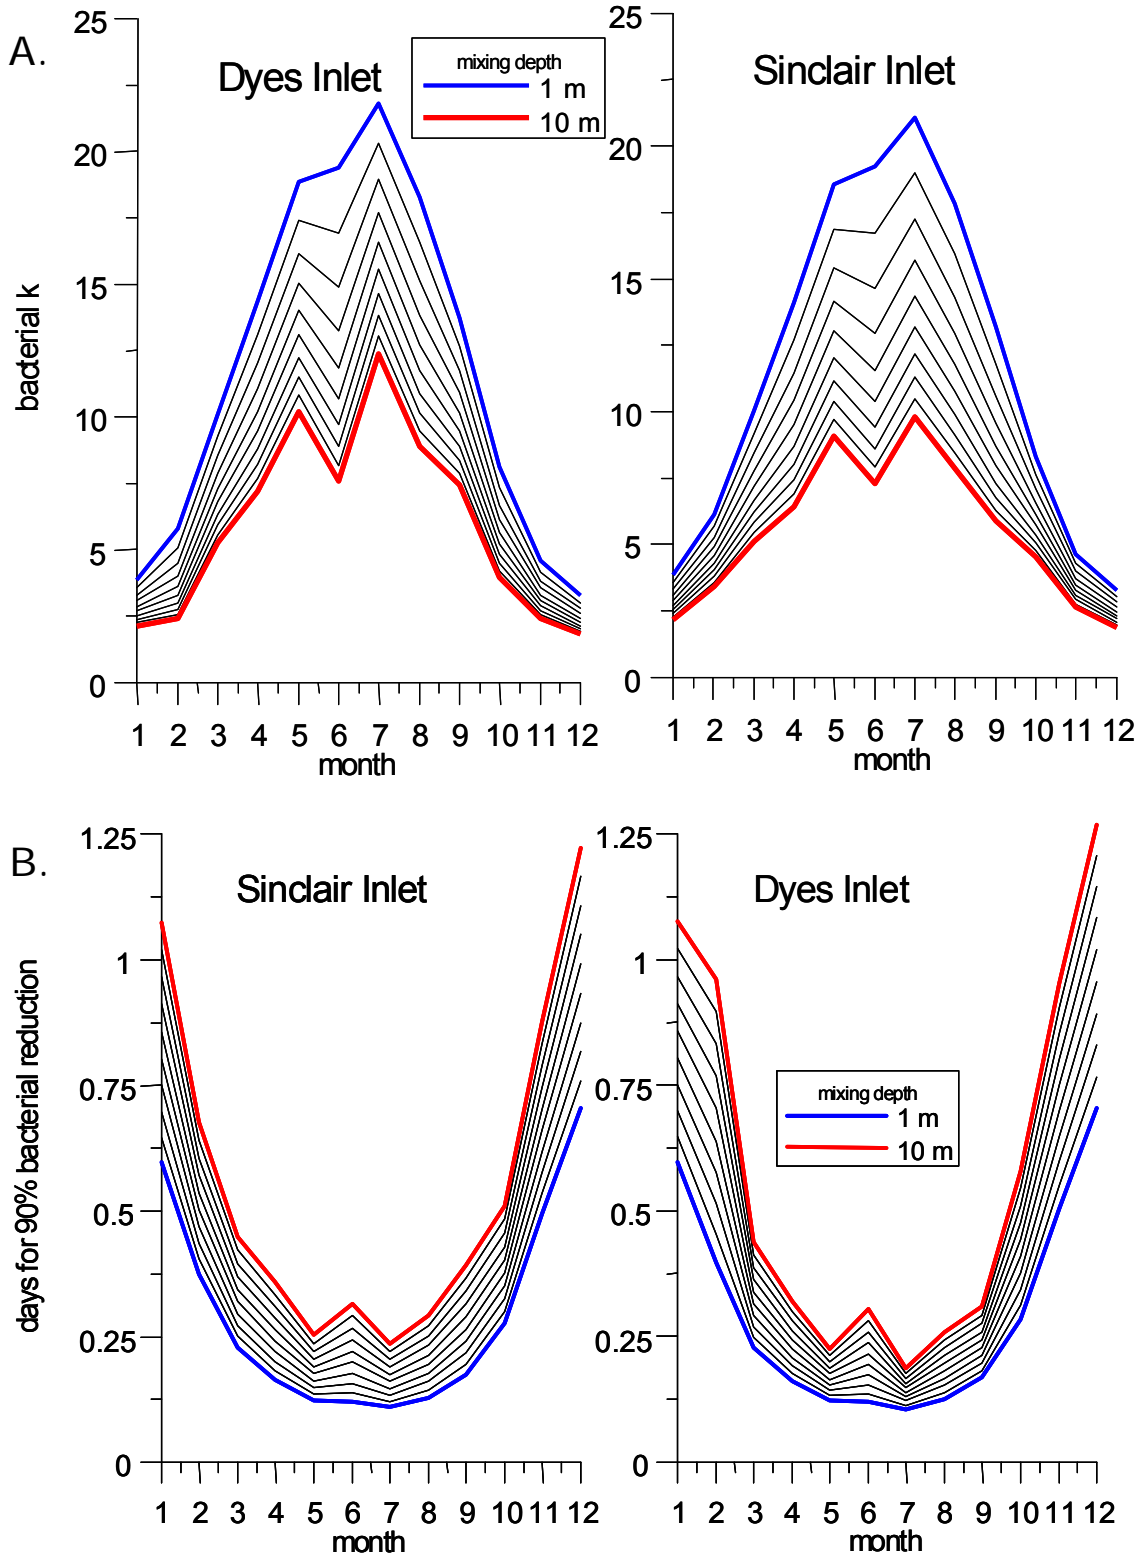 A.
Dyes Inlet
mixing depth
1 m
10 m
bacterial k
25
20
15
10
5
0
1 2 3 4 5 6 7 8 9 10 11 12
month
Sinclair Inlet
25
20
15
10
5
0
1 2 3 4 5 6 7 8 9 10 11 12
month
B.
Sinclair Inlet
days for 90% bacterial reduction
1.25
1
0.75
0.5
0.25
0
1 2 3 4 5 6 7 8 9 10 11 12
month
Dyes Inlet
mixing depth
1 m
10 m
1.25
1
0.75
0.5
0.25
0
1 2 3 4 5 6 7 8 9 10 11 12
month